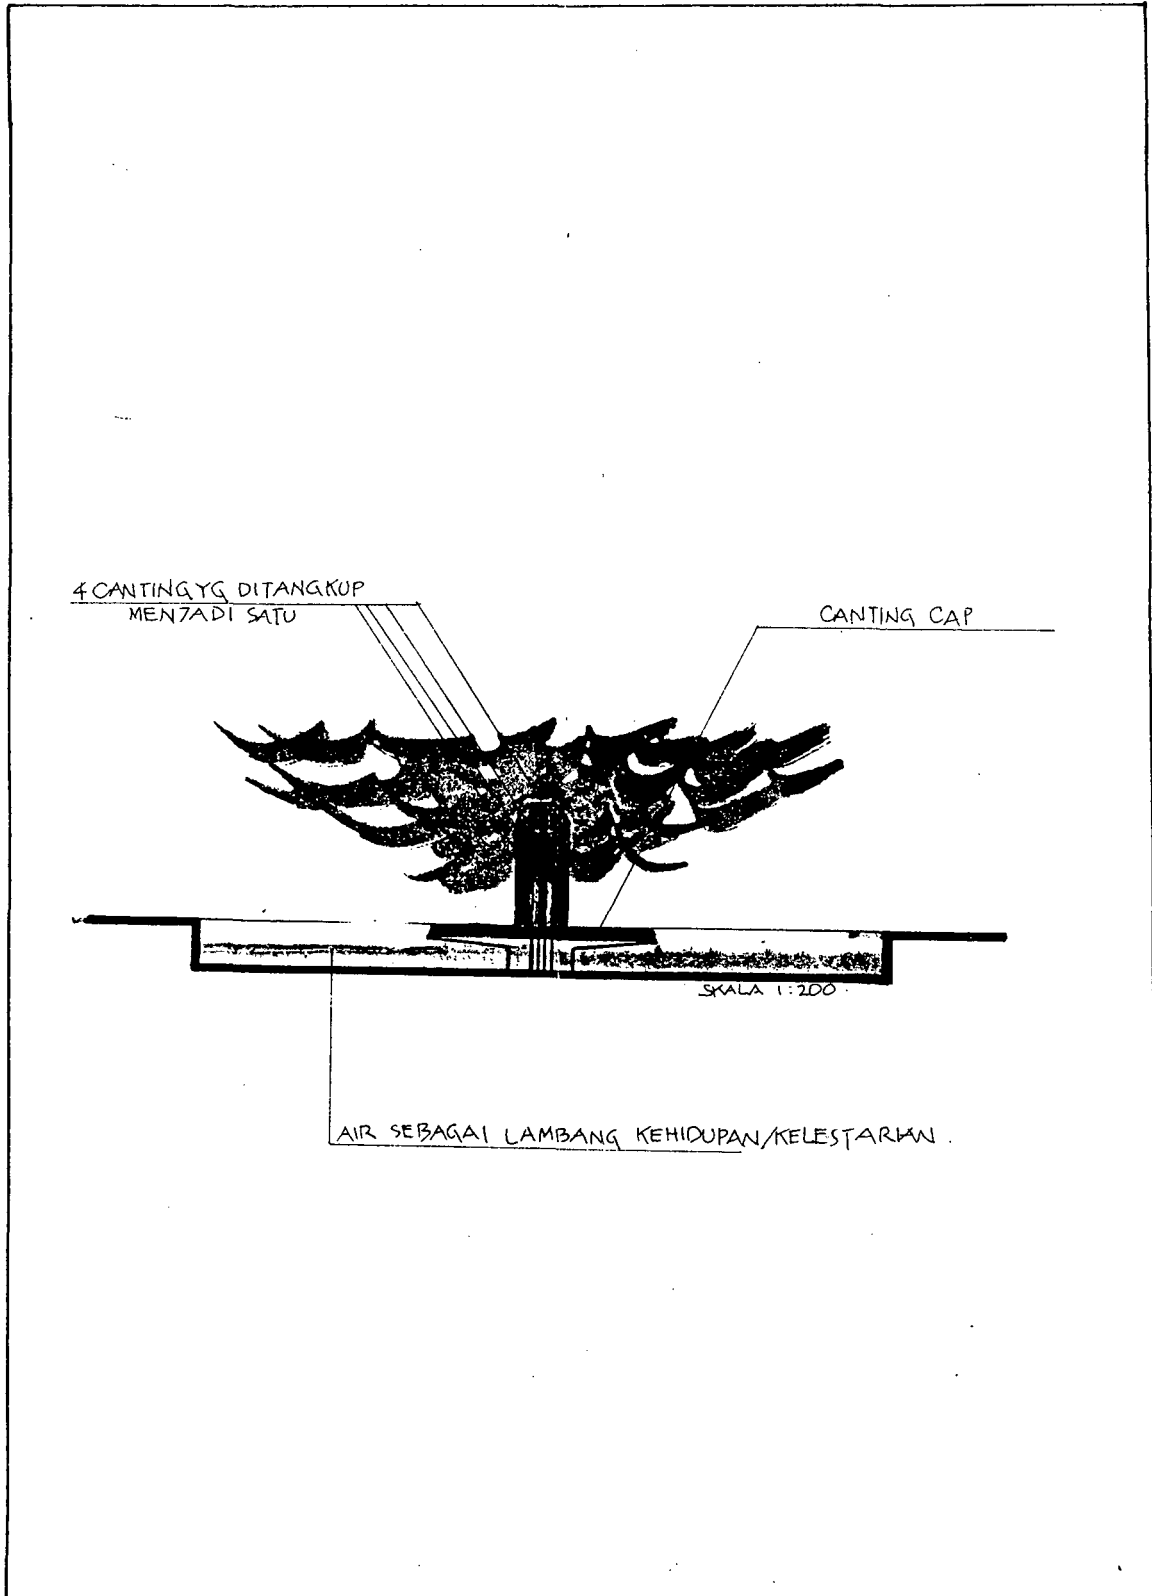 4 CANTING YG DITANGKUP
MENJADI SATU
CANTING CAP
SKALA 1:200
AIR SEBAGAI LAMBANG KEHIDUPAN/KELESTARIAN.